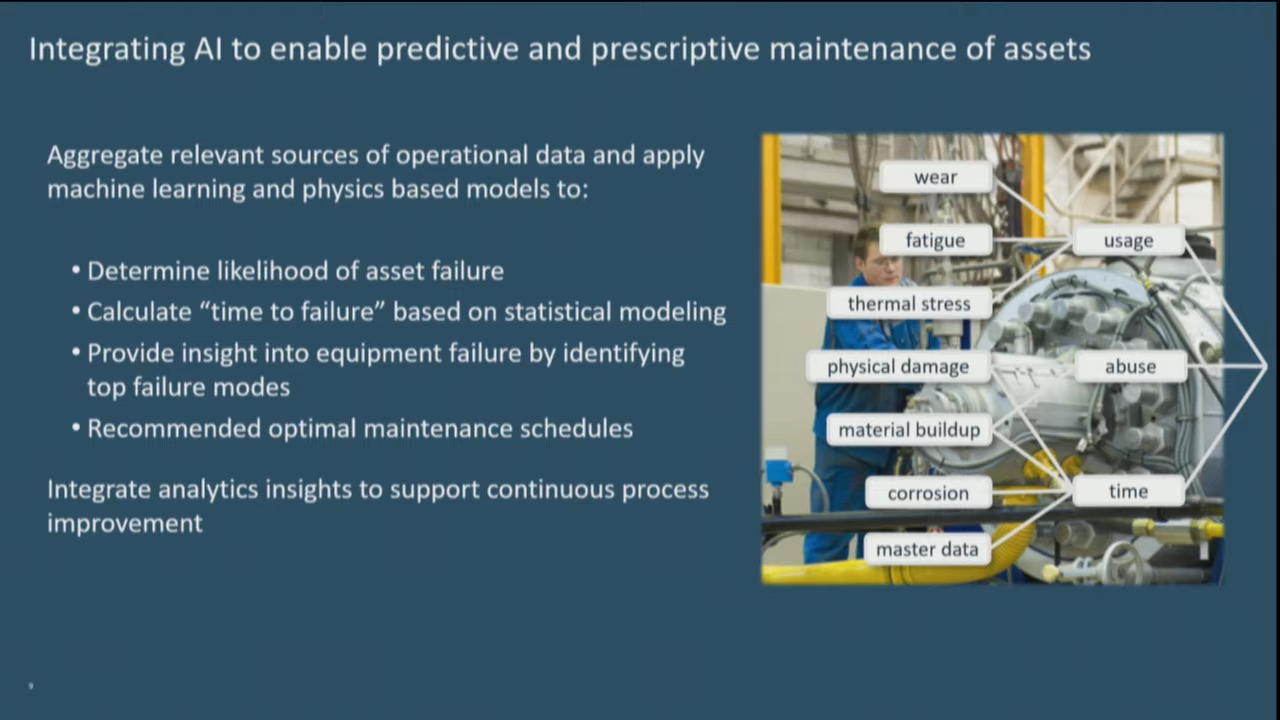 Integrating AI to enable predictive and prescriptive maintenance of assets
Aggregate relevant sources of operational data and apply
machine learning and physics based models to:
• Determine likelihood of asset failure
• Calculate “time to failure” based on statistical modeling
• Provide insight into equipment failure by identifying
top failure modes
• Recommended optimal maintenance schedules
Integrate analytics insights to support continuous process
improvement
wear
fatigue
thermal stress
physical damage
material buildup
corrosion
master data
usage
abuse
time
9